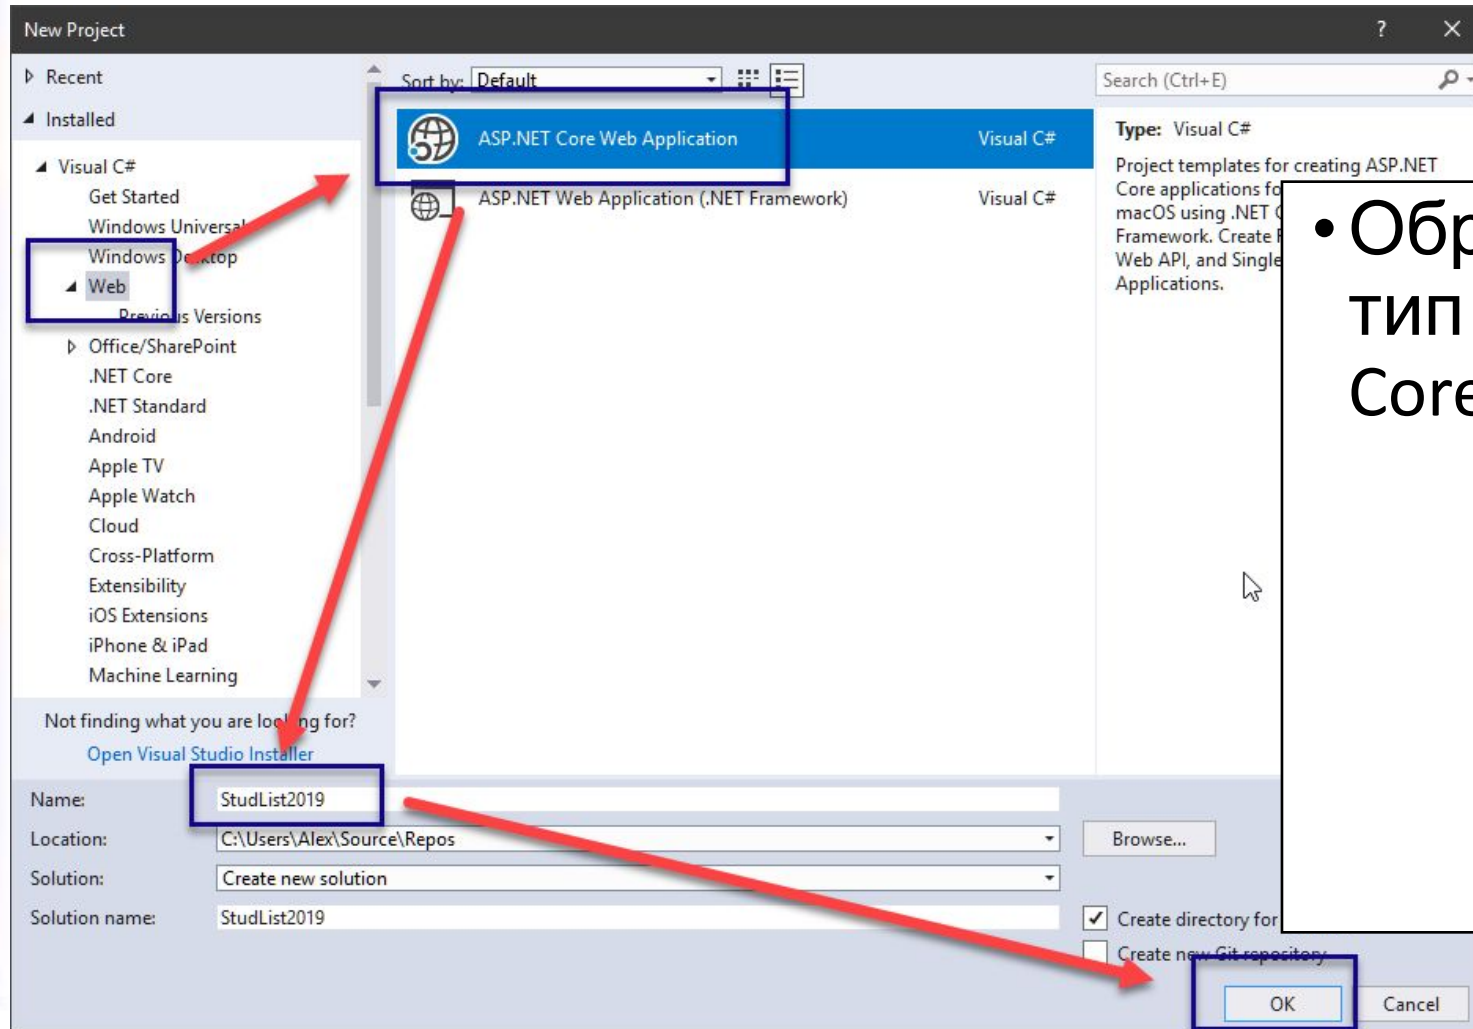 New Project
?
Recent
Installed
Visual C#
Get Started
Windows Universal
Windows Desktop
Web
Previous Versions
Office/SharePoint
.NET Core
.NET Standard
Android
Apple TV
Apple Watch
Cloud
Cross-Platform
Extensibility
iOS Extensions
iPhone & iPad
Machine Learning
Not finding what you are looking for?
Open Visual Studio Installer
Sort by: Default
ASP.NET Core Web Application Visual C#
ASP.NET Web Application (.NET Framework) Visual C#
Search (Ctrl+E)
Type: Visual C#
Project templates for creating ASP.NET
Core applications fo
macOS using .NET
Framework. Create
Web API, and Single
Applications.
• Обр
тип
Core
Name: StudList2019
Location: C:\Users\Alex\Source\Repos Browse...
Solution: Create new solution
Solution name: StudList2019
Create directory for
Create new Git repository
OK Cancel